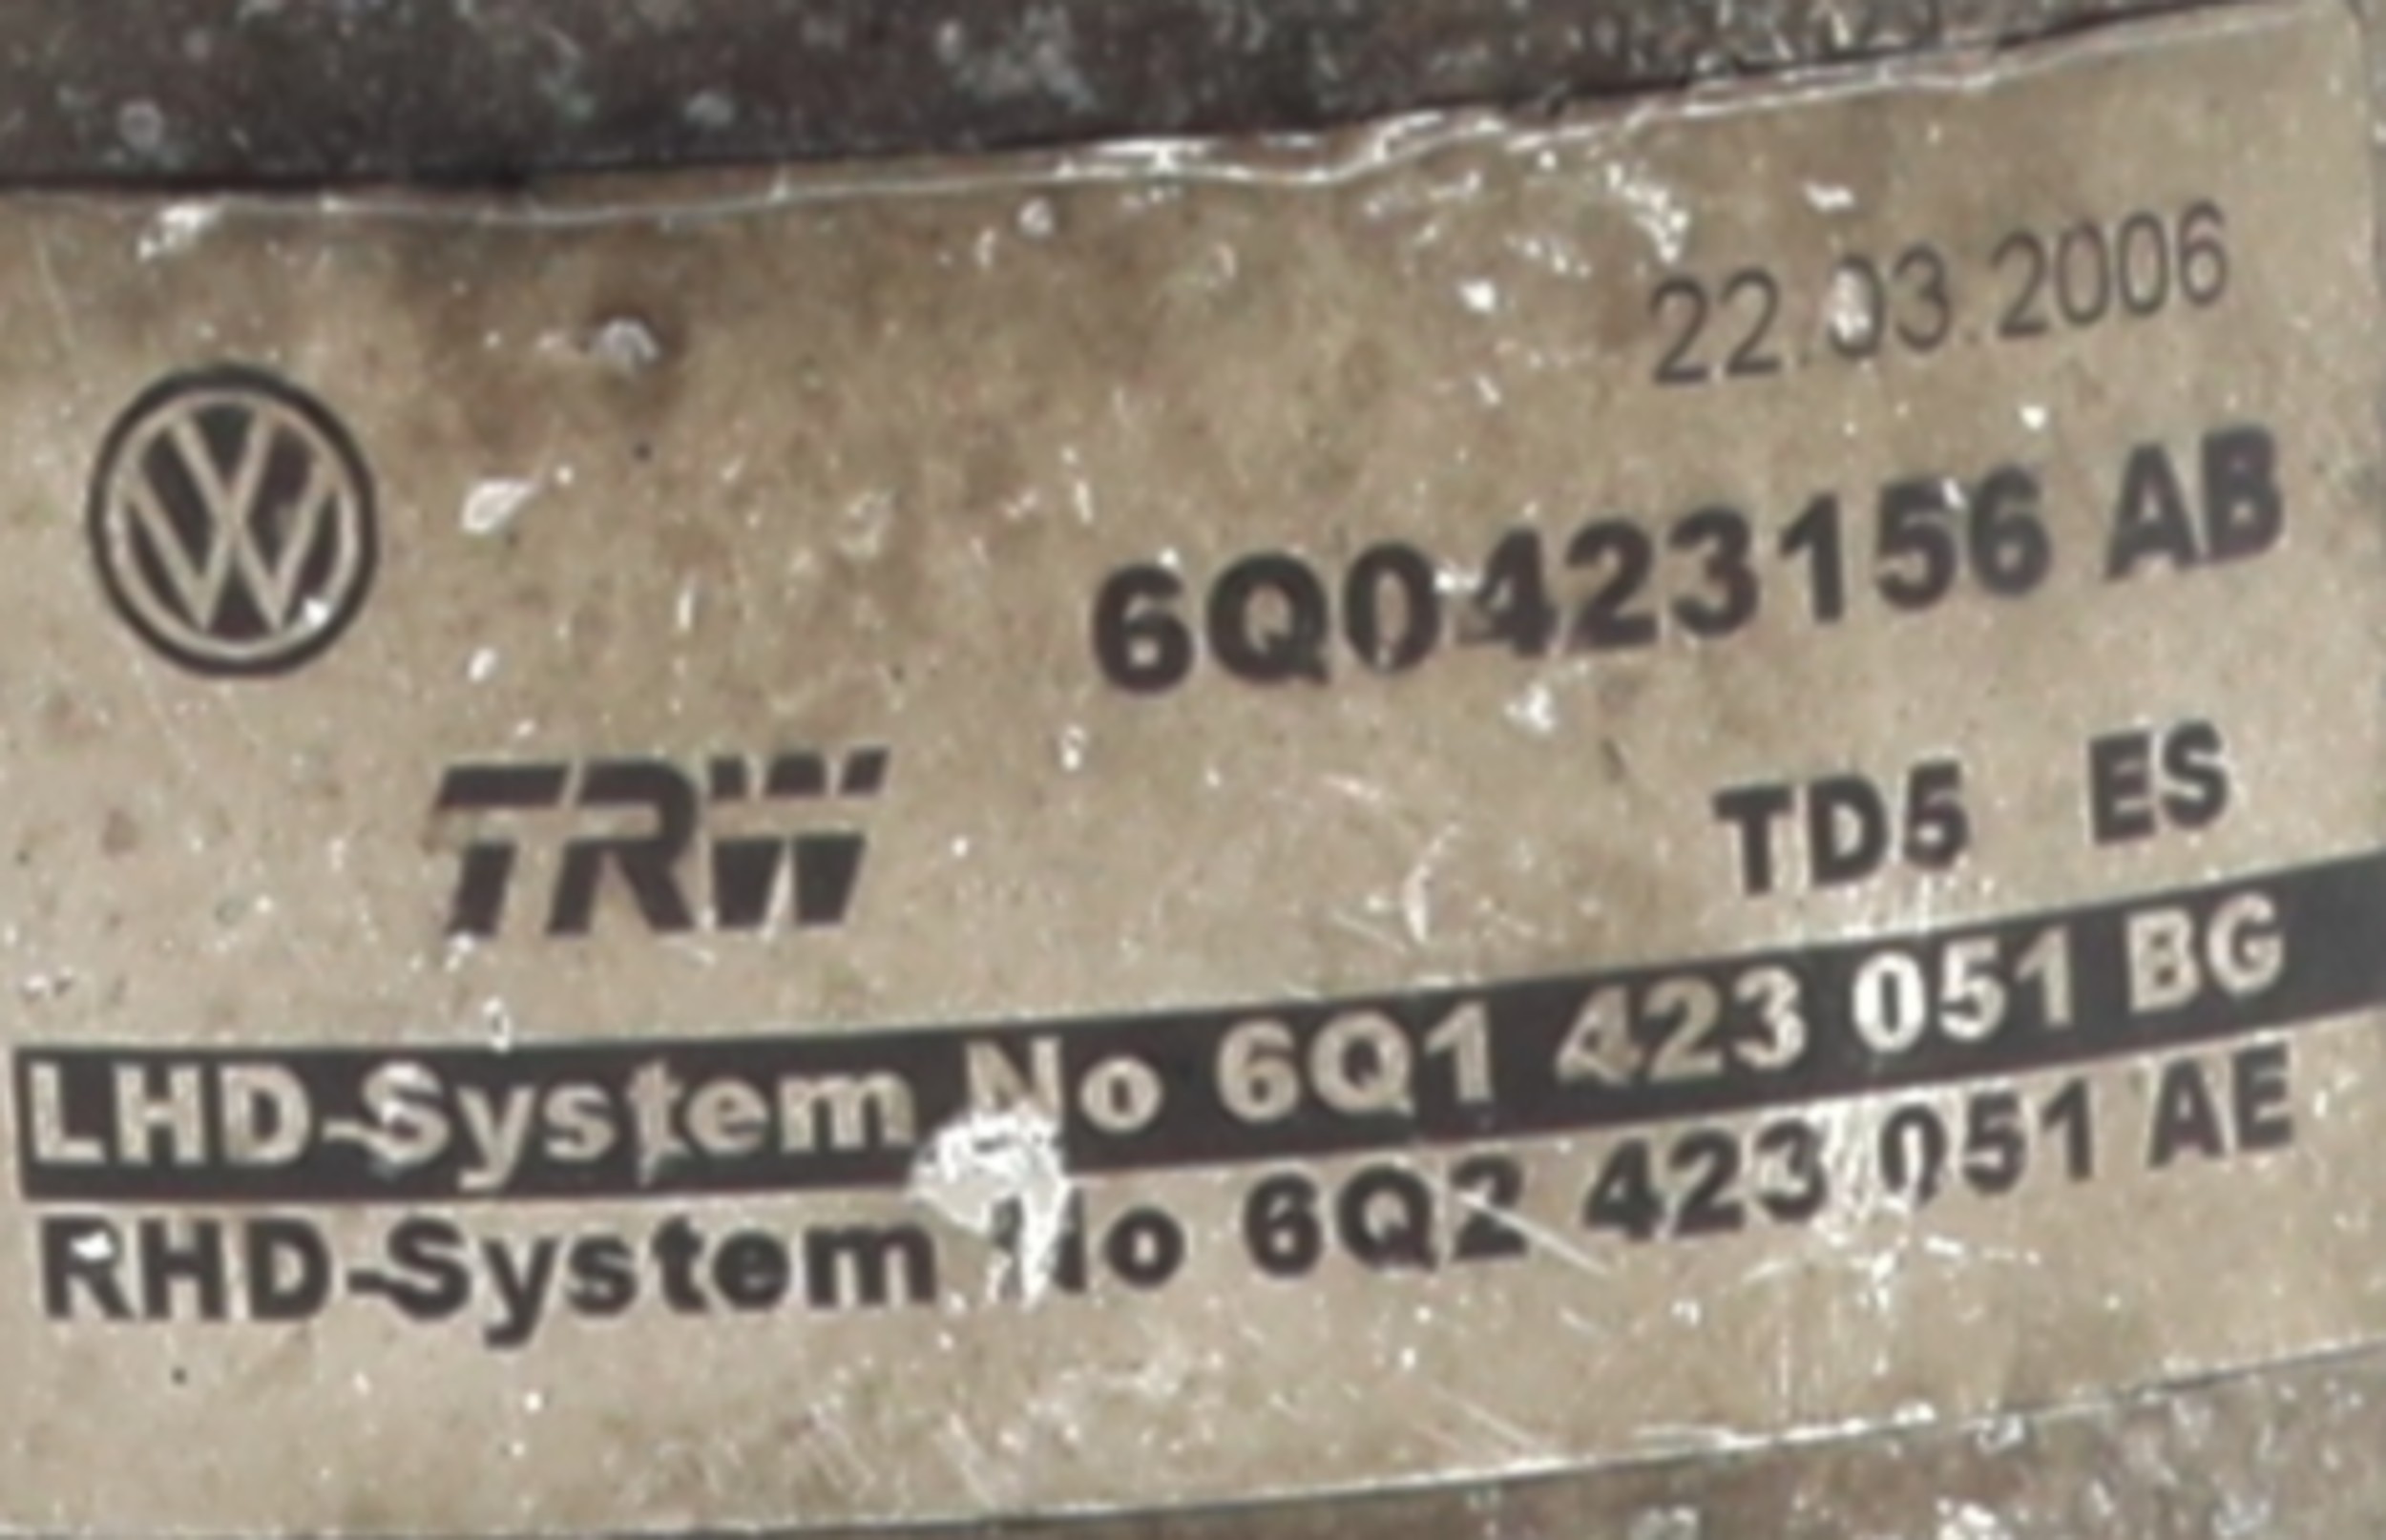 22.03.2006
6Q0423156 AB
TRW
TD5 ES
LHD-System No 6Q1 423 051 BG
RHD-System No 6Q2 423 051 AE